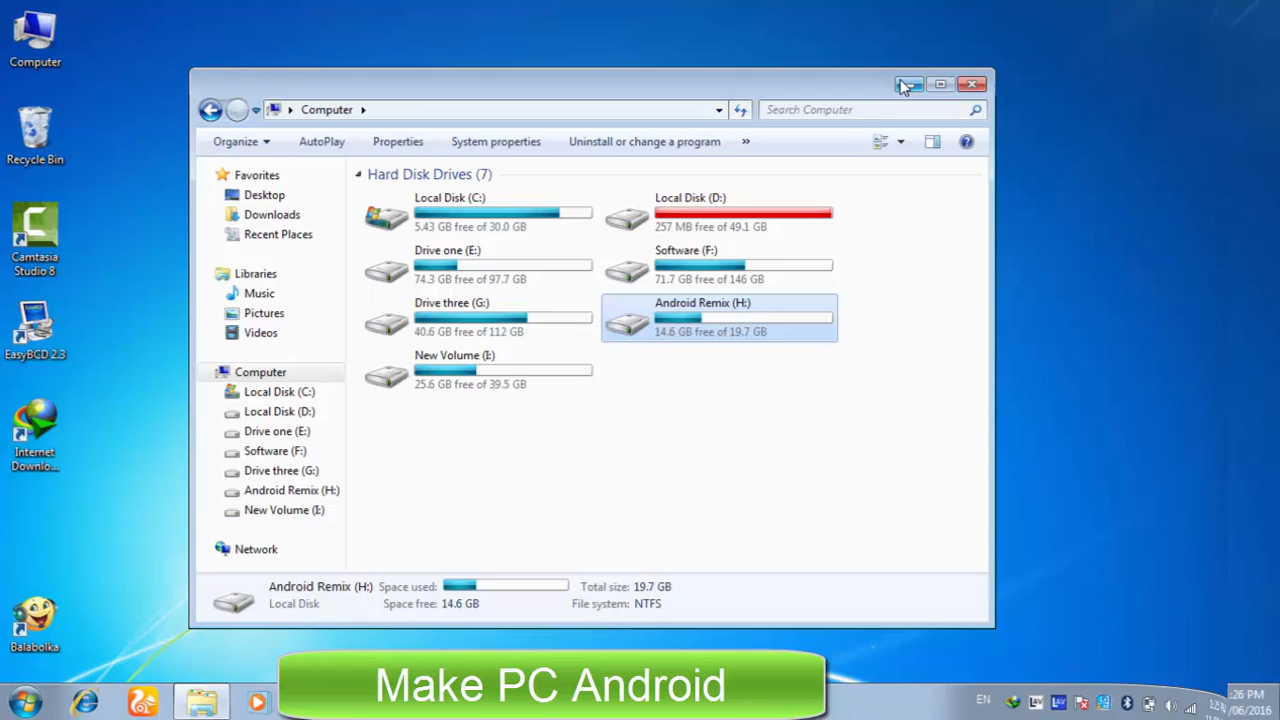 Computer
Recycle Bin
Camtasia
Studio 8
EasyBCD 2.3
Internet
Downlo...
Balabolka
Computer
Search Computer
Organize
AutoPlay
Properties
System properties
Uninstall or change a program
»
Favorites
Desktop
Downloads
Recent Places
Libraries
Music
Pictures
Videos
Computer
Local Disk (C:)
Local Disk (D:)
Drive one (E:)
Software (F:)
Drive three (G:)
Android Remix (H:)
New Volume (I:)
Network
Hard Disk Drives (7)
Local Disk (C:)
5.43 GB free of 30.0 GB
Local Disk (D:)
257 MB free of 49.1 GB
Drive one (E:)
74.3 GB free of 97.7 GB
Software (F:)
71.7 GB free of 146 GB
Drive three (G:)
40.6 GB free of 112 GB
Android Remix (H:)
14.6 GB free of 19.7 GB
New Volume (I:)
25.6 GB free of 39.5 GB
Android Remix (H:) Space used: Total size: 19.7 GB
Local Disk Space free: 14.6 GB File system: NTFS
Make PC Android
EN
LAV
LAV
:26 PM
/06/2016